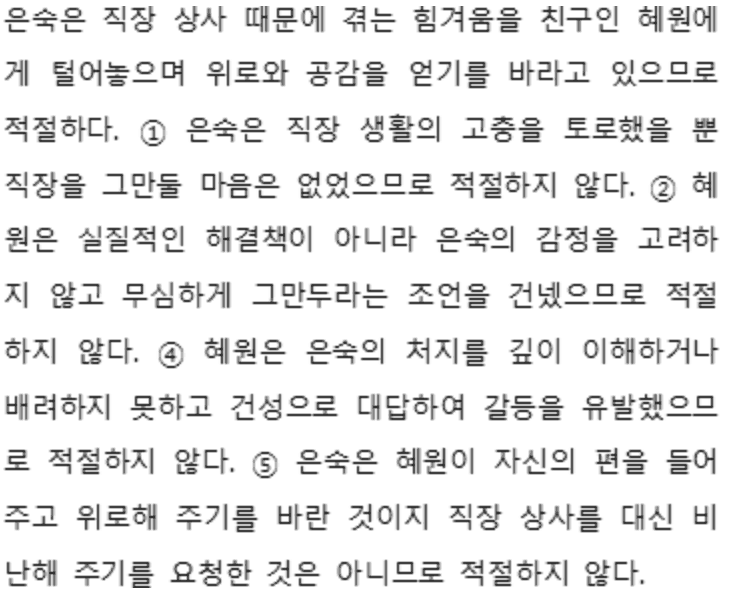 은숙은 직장 상사 때문에 겪는 힘겨움을 친구인 혜원에
게 털어놓으며 위로와 공감을 얻기를 바라고 있으므로
적절하다. ① 은숙은 직장 생활의 고충을 토로했을 뿐
직장을 그만둘 마음은 없었으므로 적절하지 않다. ② 혜
원은 실질적인 해결책이 아니라 은숙의 감정을 고려하
지 않고 무심하게 그만두라는 조언을 건넸으므로 적절
하지 않다. ④ 혜원은 은숙의 처지를 깊이 이해하거나
배려하지 못하고 건성으로 대답하여 갈등을 유발했으므
로 적절하지 않다. ⑤ 은숙은 혜원이 자신의 편을 들어
주고 위로해 주기를 바란 것이지 직장 상사를 대신 비
난해 주기를 요청한 것은 아니므로 적절하지 않다.